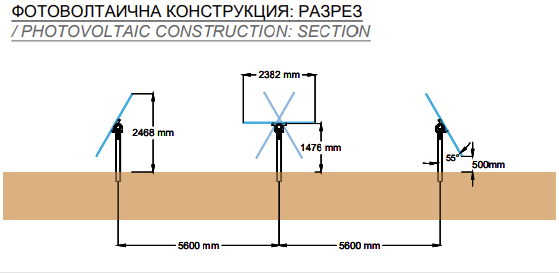 ФОТОВОЛТАИЧНА КОНСТРУКЦИЯ: РАЗРЕЗ
/ PHOTOVOLTAIC CONSTRUCTION: SECTION
2382 mm
2468 mm
1476 mm
55°
500mm
5600 mm
5600 mm